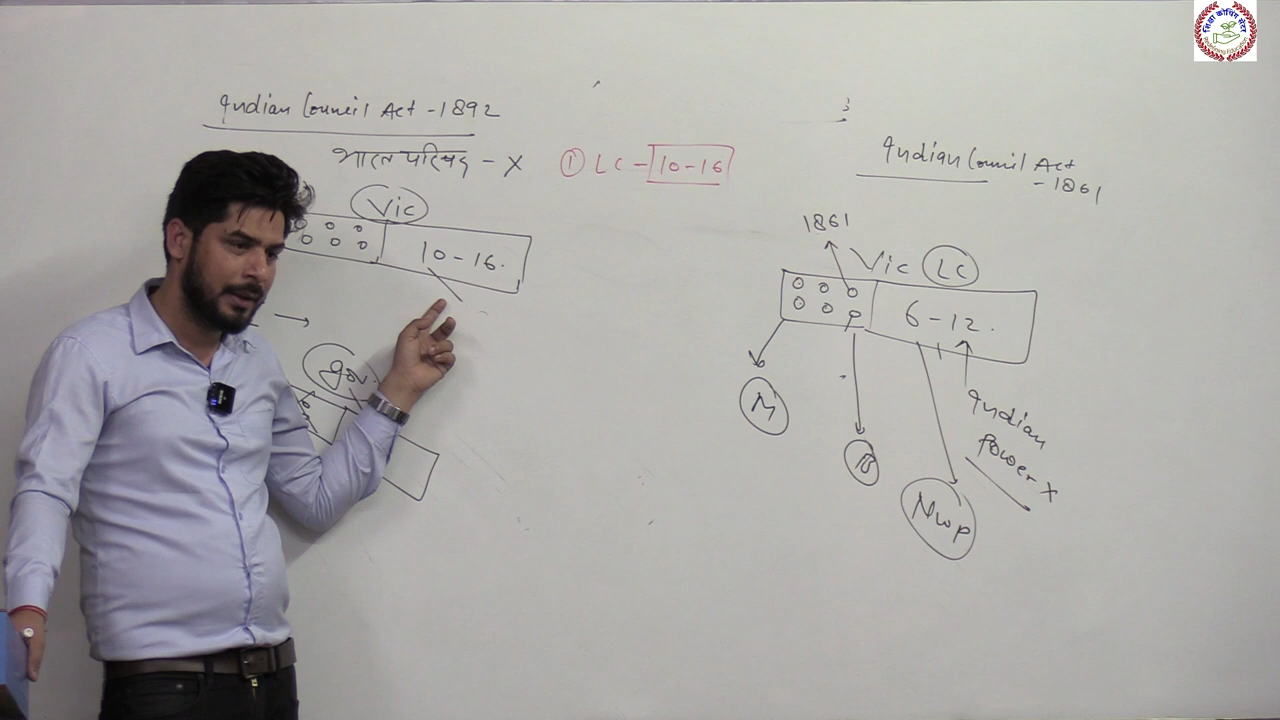 Indian Council Act - 1892
भारत परिषद - X
① LC - 10-16
Vic
10-16.
gov.
Indian Council Act
- 1861
1861
Vic LC
6-12.
M
B
NWP
Indian
Power X